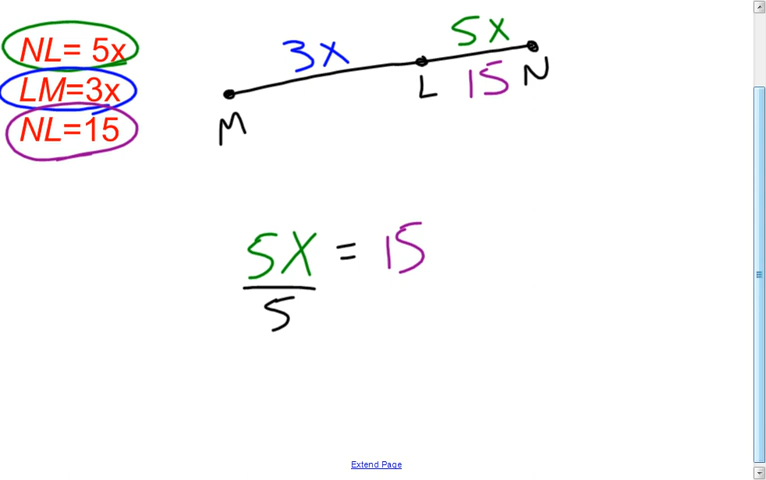 NL= 5x
LM=3x
NL=15
3x
5x
15
M
L
N
5x = 15
5
Extend Page